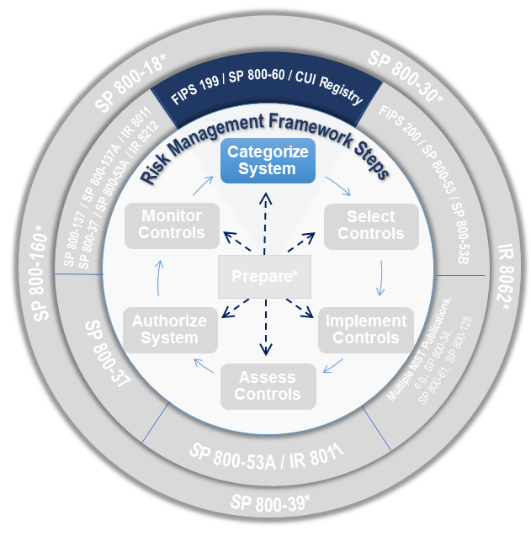 SP 800-18*
SP 800-30*
FIPS 199 / SP 800-60 / CUI Registry
SP 800-137 / SP 800-137A / IR 8011
SP 800-37 / SP 800-53A / IR 8212
FIPS 200 / SP 800-53 / SP 800-53B
Risk Management Framework Steps
Categorize
System
Monitor
Controls
Select
Controls
SP 800-160*
IR 8062*
Prepare*
Authorize
System
Implement
Controls
Multiple NIST Publications,
e.g., SP 800-34,
SP 800-61, SP 800-128
SP 800-37
Assess
Controls
SP 800-53A / IR 8011
SP 800-39*